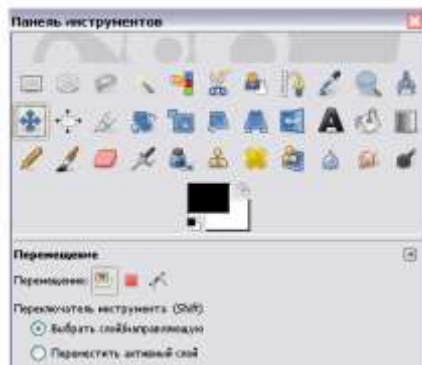 Панель инструментов
Перемещение
Перемещение:
Переключатель инструмента (Shift)
Выбрать слой/направляющую
Переместить активный слой